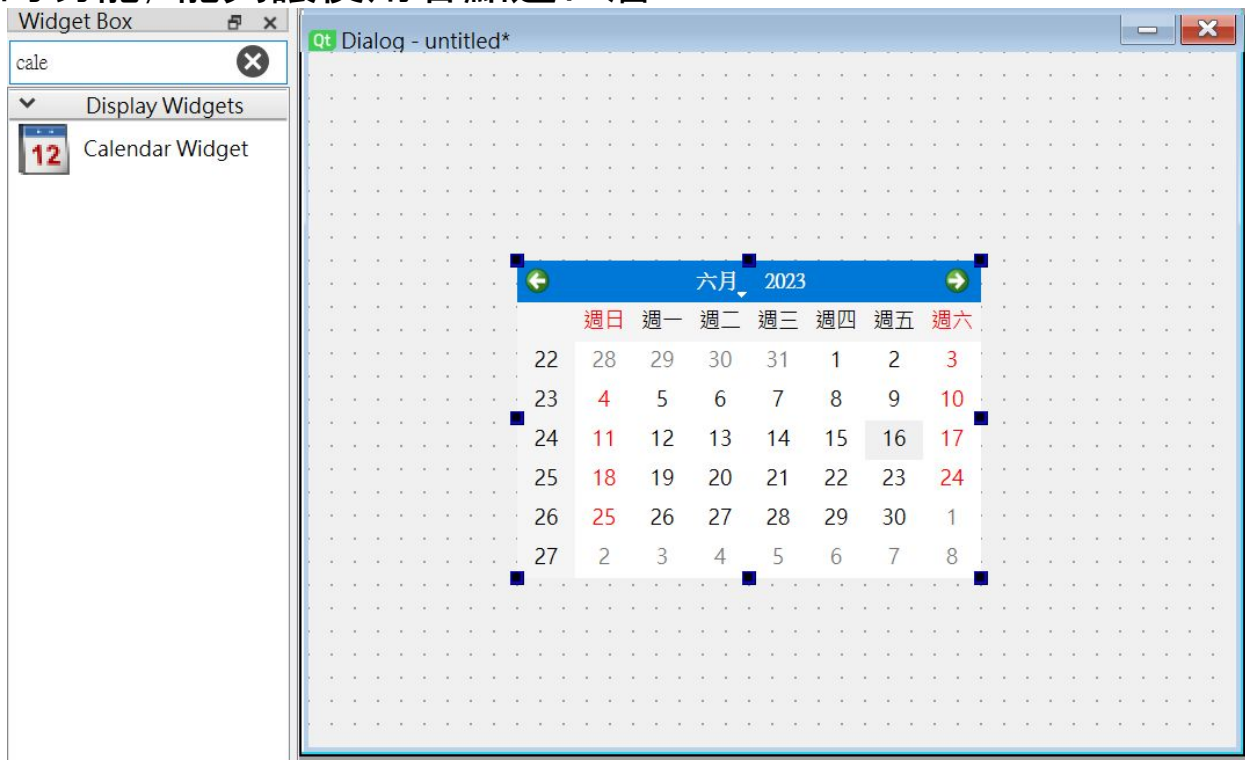 Widget Box
cale
Display Widgets
12 Calendar Widget
Qt Dialog - untitled*
六月 2023
週日 週一 週二 週三 週四 週五 週六
22 28 29 30 31 1 2 3
23 4 5 6 7 8 9 10
24 11 12 13 14 15 16 17
25 18 19 20 21 22 23 24
26 25 26 27 28 29 30 1
27 2 3 4 5 6 7 8